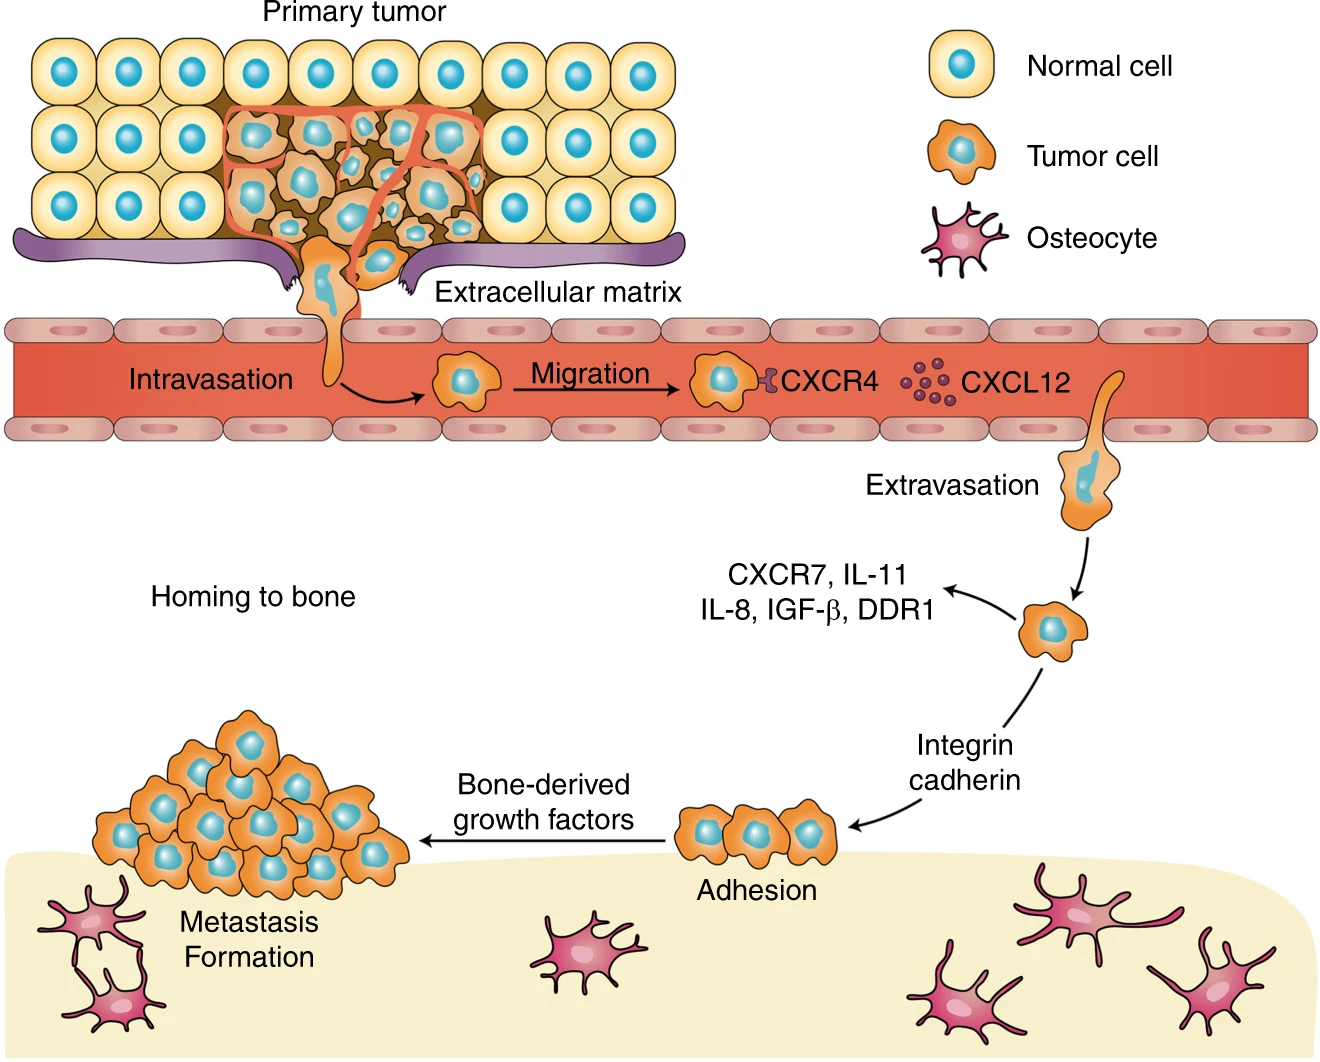 Primary tumor
Normal cell
Tumor cell
Osteocyte
Extracellular matrix
Intravasation
Migration
CXCR4
CXCL12
Extravasation
CXCR7, IL-11
IL-8, IGF-β, DDR1
Homing to bone
Integrin
cadherin
Bone-derived
growth factors
Adhesion
Metastasis
Formation